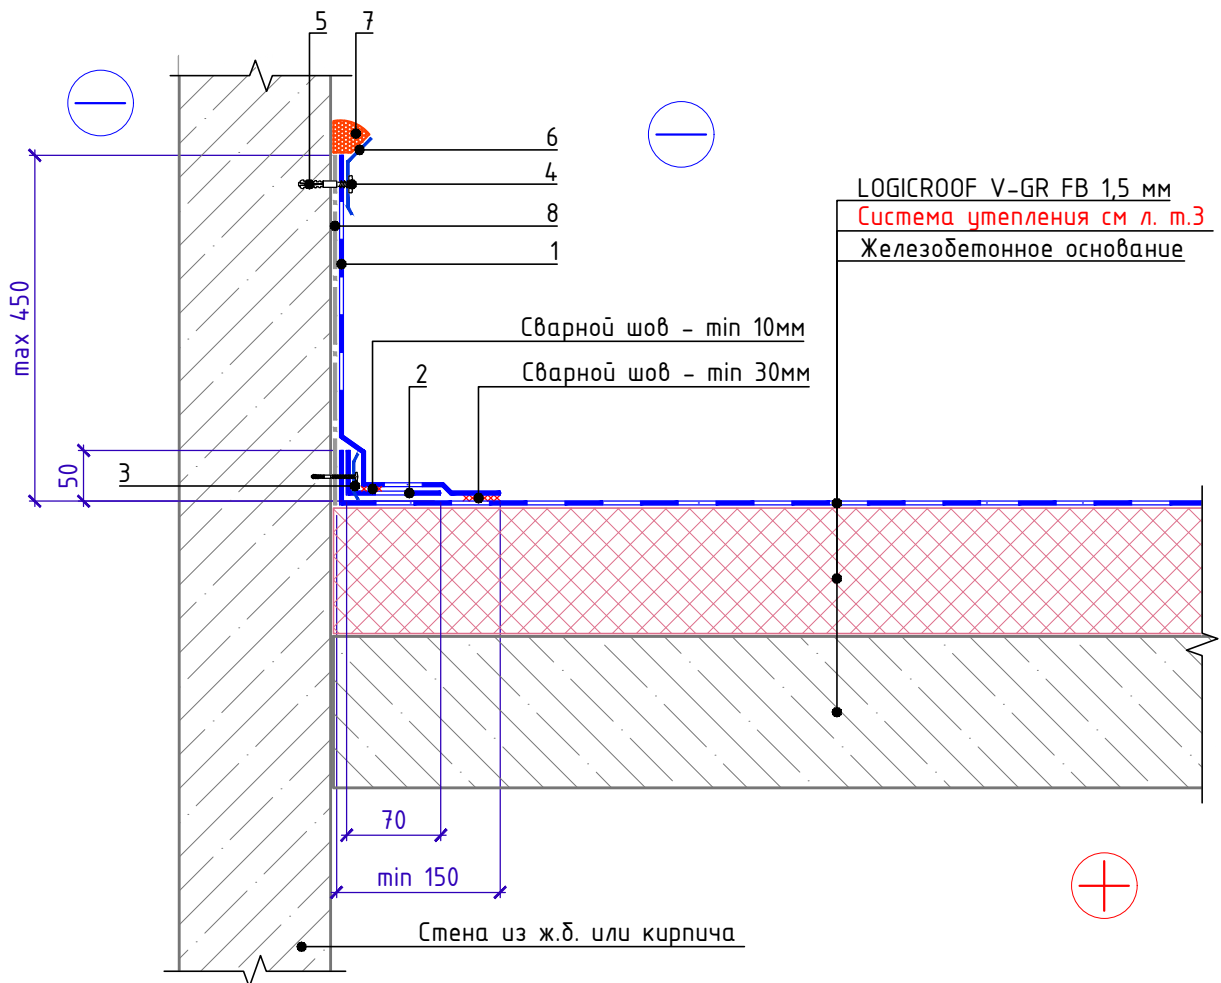 5 7
6
4
8
1
LOGICROOF V-GR FB 1,5 мм
Система утепления см л. т.3
Железобетонное основание
max 450
Сварной шов - min 10мм
2
Сварной шов - min 30мм
50
3
70
min 150
Стена из ж.б. или кирпича